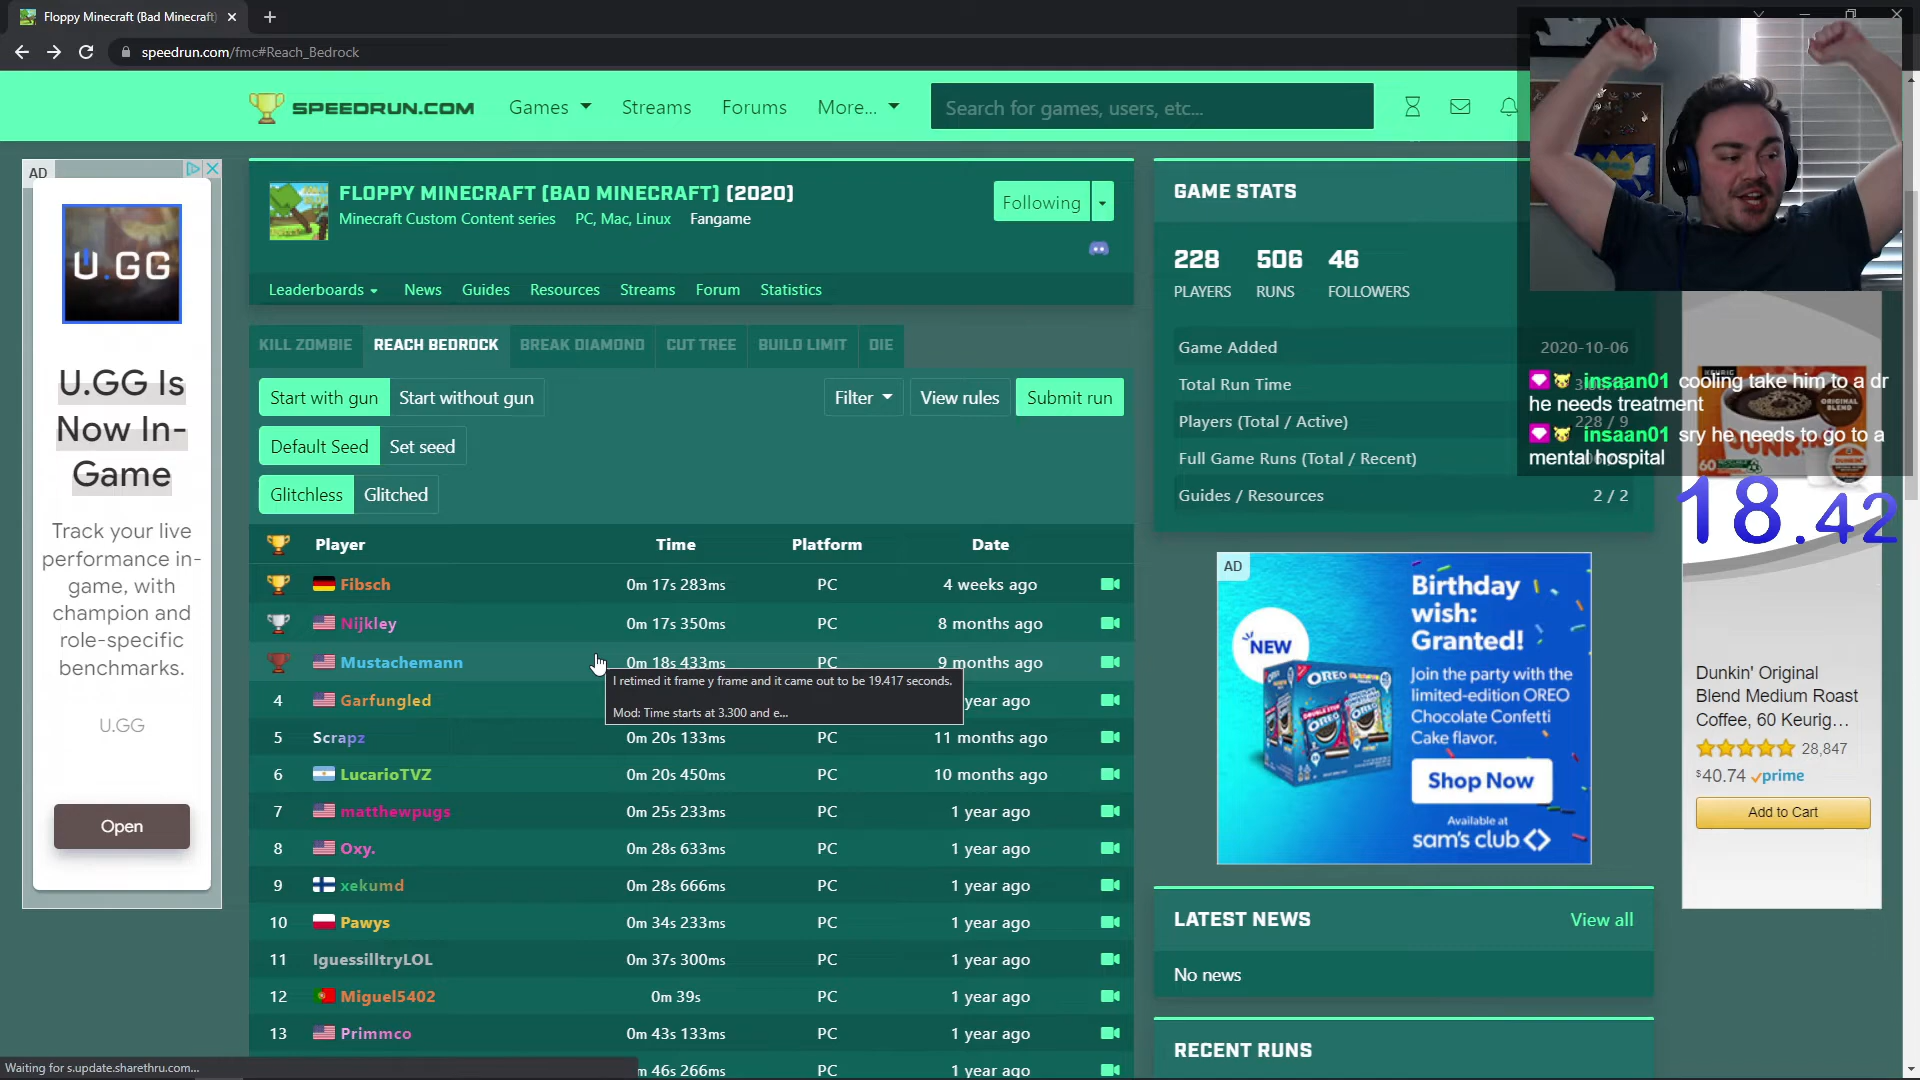 Floppy Minecraft (Bad Minecraft)
speedrun.com/fmc#Reach_Bedrock
SPEEDRUN.COM
Games
Streams
Forums
More...
Search for games, users, etc...
AD
U.GG
U.GG Is
Now In-
Game
Track your live
performance in-
game, with
champion and
role-specific
benchmarks.
U.GG
Open
FLOPPY MINECRAFT (BAD MINECRAFT) (2020)
Minecraft Custom Content series PC, Mac, Linux Fangame
Following
Leaderboards News Guides Resources Streams Forum Statistics
KILL ZOMBIE REACH BEDROCK BREAK DIAMOND CUT TREE BUILD LIMIT DIE
Start with gun Start without gun Filter View rules Submit run
Default Seed Set seed
Glitchless Glitched
Player Time Platform Date
Fibsch 0m 17s 283ms PC 4 weeks ago
Nijkley 0m 17s 350ms PC 8 months ago
Mustachemann 0m 18s 433ms PC 9 months ago
I retimed it frame y frame and it came out to be 19.417 seconds.
Mod: Time starts at 3.300 and e...
4 Garfungled year ago
5 Scrapz 0m 20s 133ms PC 11 months ago
6 LucarioTVZ 0m 20s 450ms PC 10 months ago
7 matthewpugs 0m 25s 233ms PC 1 year ago
8 Oxy. 0m 28s 633ms PC 1 year ago
9 xekumd 0m 28s 666ms PC 1 year ago
10 Pawys 0m 34s 233ms PC 1 year ago
11 IguessilltryLOL 0m 37s 300ms PC 1 year ago
12 Miguel5402 0m 39s PC 1 year ago
13 Primmco 0m 43s 133ms PC 1 year ago
m 46s 266ms PC 1 year ago
Waiting for s.update.sharethru.com...
GAME STATS
228 506 46
PLAYERS RUNS FOLLOWERS
Game Added 2020-10-06
Total Run Time
Players (Total / Active) 228 / 9
Full Game Runs (Total / Recent)
Guides / Resources 2 / 2
insaan01 cooling take him to a dr
he needs treatment
insaan01 sry he needs to go to a
mental hospital
18.42
AD
NEW
OREO
Birthday
wish:
Granted!
Join the party with the
limited-edition OREO
Chocolate Confetti
Cake flavor.
Shop Now
Available at
sam's club
KEURIG
ORIGINAL
BLEND
DUNKIN'
60
Dunkin' Original
Blend Medium Roast
Coffee, 60 Keurig...
28,847
$40.74 prime
Add to Cart
LATEST NEWS View all
No news
RECENT RUNS